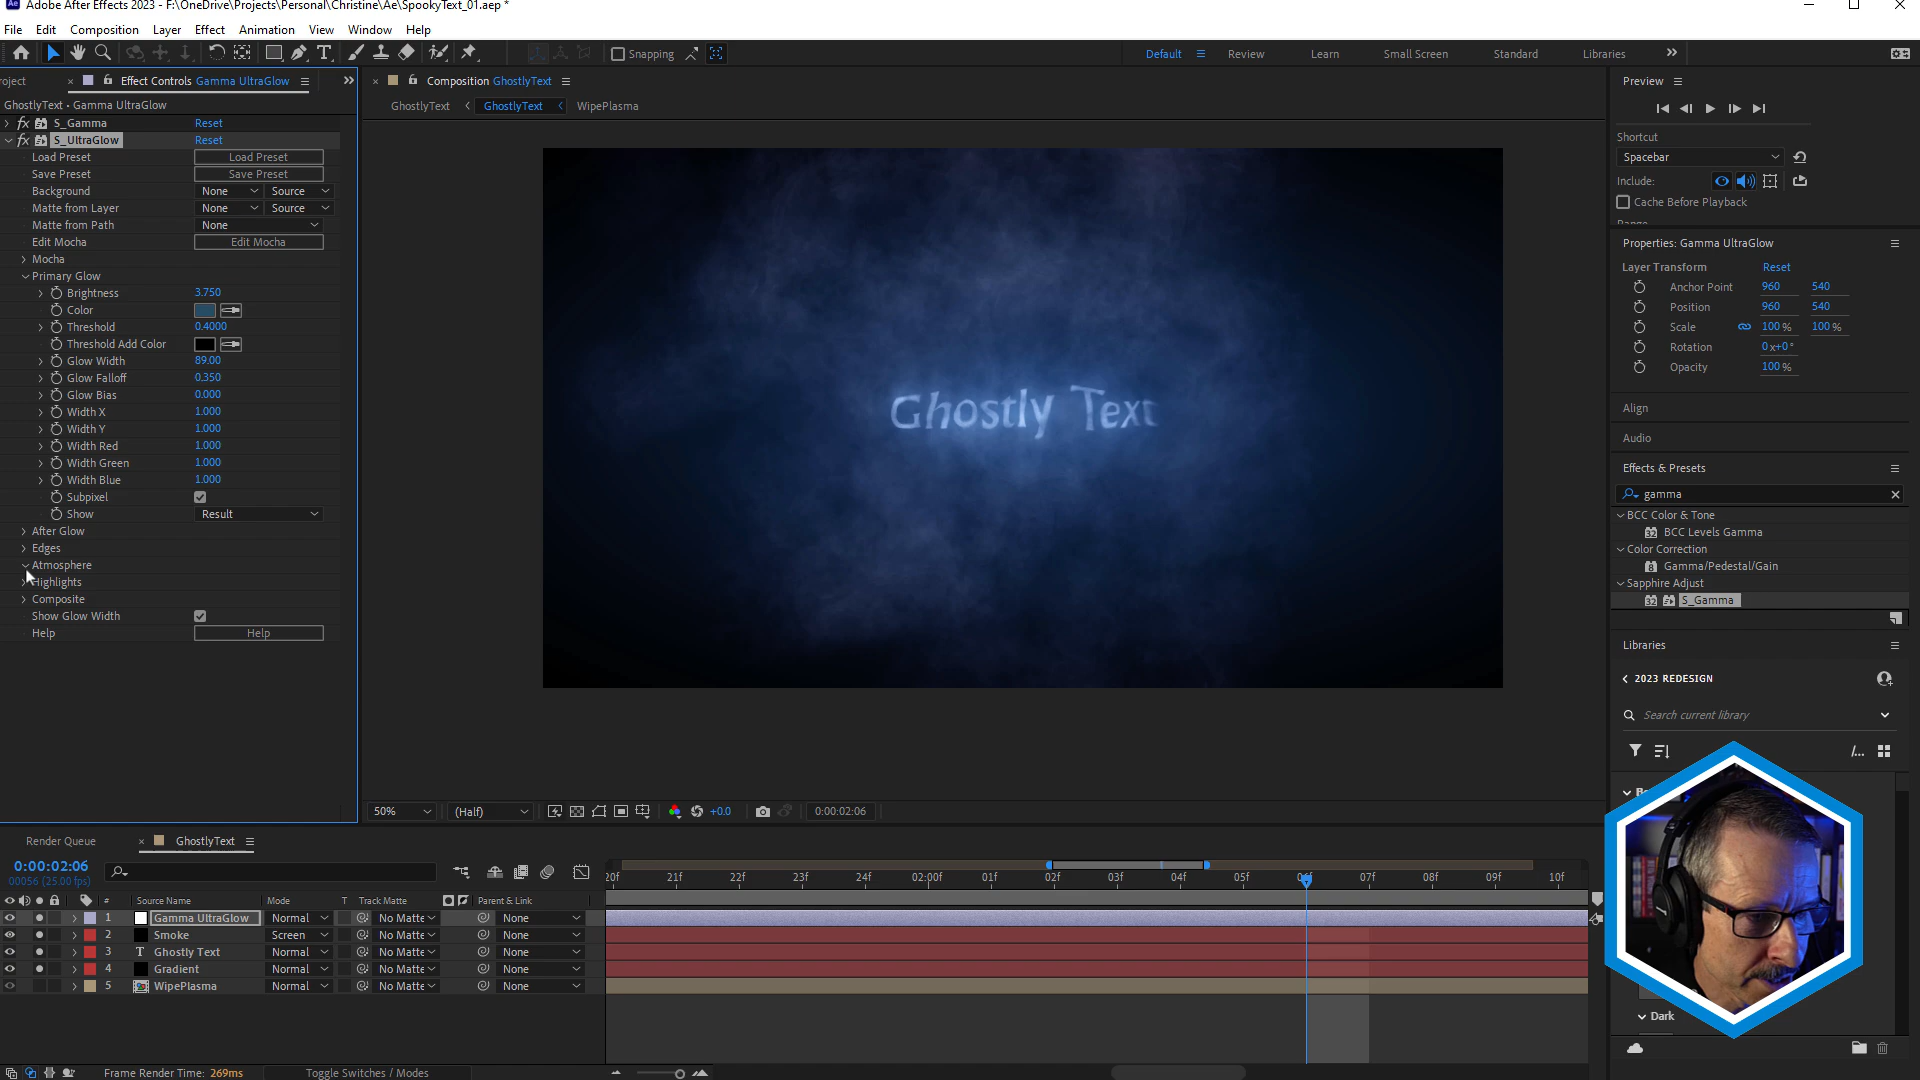 Adobe After Effects 2023 - F:\OneDrive\Projects\Personal\Christine\Ae\SpookyText_01.aep *
File Edit Composition Layer Effect Animation View Window Help
Snapping
Default Review Learn Small Screen Standard Libraries
oject
Effect Controls Gamma UltraGlow
Composition GhostlyText
Preview
GhostlyText • Gamma UltraGlow
GhostlyText GhostlyText WipePlasma
fx S_Gamma Reset
fx S_UltraGlow Reset
Load Preset Load Preset
Save Preset Save Preset
Background None Source
Matte from Layer None Source
Matte from Path None
Edit Mocha Edit Mocha
Mocha
Primary Glow
Brightness 3.750
Color
Threshold 0.4000
Threshold Add Color
Glow Width 89.00
Glow Falloff 0.350
Glow Bias 0.000
Width X 1.000
Width Y 1.000
Width Red 1.000
Width Green 1.000
Width Blue 1.000
Subpixel
Show Result
After Glow
Edges
Atmosphere
Highlights
Composite
Show Glow Width
Help Help
Ghostly Text
50% (Half) +0.0 0:00:02:06
Shortcut
Spacebar
Include:
Cache Before Playback
Range
Properties: Gamma UltraGlow
Layer Transform Reset
Anchor Point 960 540
Position 960 540
Scale 100 % 100 %
Rotation 0 x+0 °
Opacity 100 %
Align
Audio
Effects & Presets
gamma
BCC Color & Tone
32 BCC Levels Gamma
Color Correction
8 Gamma/Pedestal/Gain
Sapphire Adjust
32 S_Gamma
Libraries
2023 REDESIGN
Search current library
/...
Dark
Render Queue GhostlyText
0:00:02:06
00056 (25.00 fps)
20f 21f 22f 23f 02:00f 01f 02f 03f 04f 05f 06f 07f 08f 09f 10f
# Source Name Mode T Track Matte Parent & Link
1 Gamma UltraGlow Normal No Matte None
2 Smoke Screen No Matte None
3 T Ghostly Text Normal No Matte None
4 Gradient Normal No Matte None
5 WipePlasma Normal No Matte None
Frame Render Time: 269ms Toggle Switches / Modes